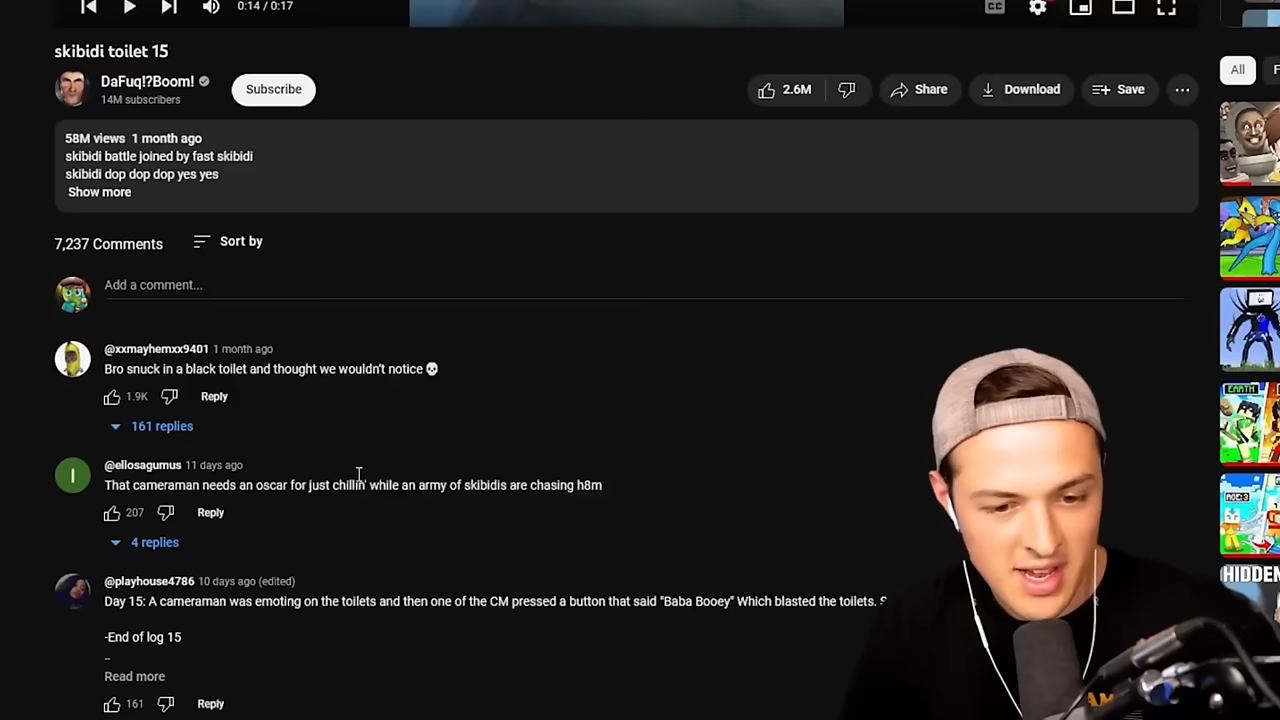 0:14 / 0:17
CC
skibidi toilet 15
DaFuq!?Boom!
14M subscribers
Subscribe
2.6M
Share
Download
Save
All
58M views 1 month ago
skibidi battle joined by fast skibidi
skibidi dop dop dop yes yes
Show more
7,237 Comments
Sort by
Add a comment...
@xxmayhemxx9401 1 month ago
Bro snuck in a black toilet and thought we wouldn't notice 💀
1.9K
Reply
161 replies
EARTH
I
@ellosagumus 11 days ago
That cameraman needs an oscar for just chillin' while an army of skibidis are chasing h8m
207
Reply
4 replies
HIDDEN
@playhouse4786 10 days ago (edited)
Day 15: A cameraman was emoting on the toilets and then one of the CM pressed a button that said "Baba Booey" Which blasted the toilets.
-End of log 15
–
Read more
161
Reply